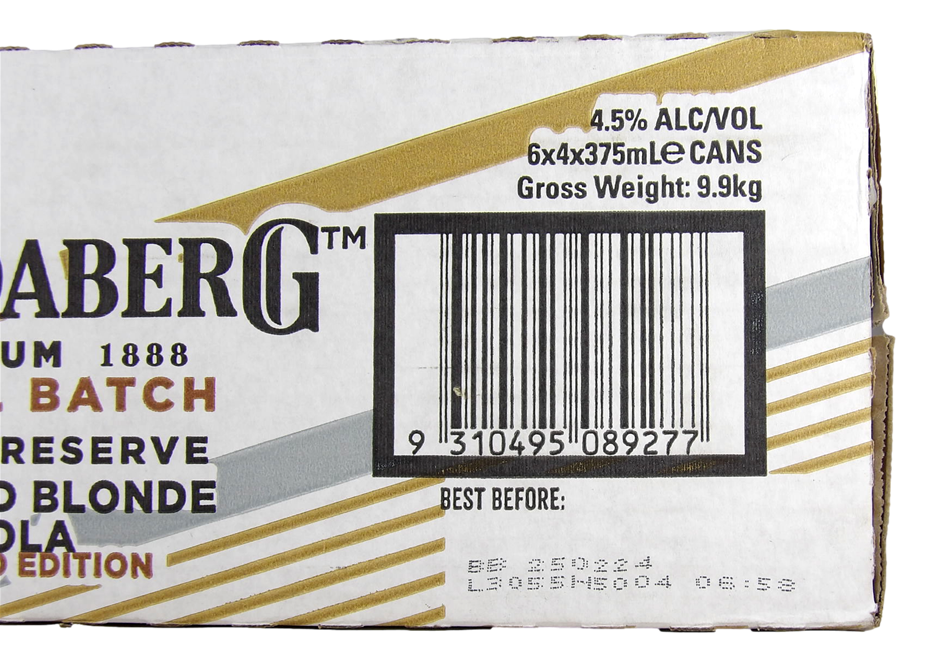 4.5% ALC/VOL
6x4x375mL℮ CANS
Gross Weight: 9.9kg
DABERG™
UM 1888
L BATCH
RESERVE
D BLONDE
OLA
D EDITION
9 310495 089277
BEST BEFORE:
BB 250224
L3055H5004 06:58